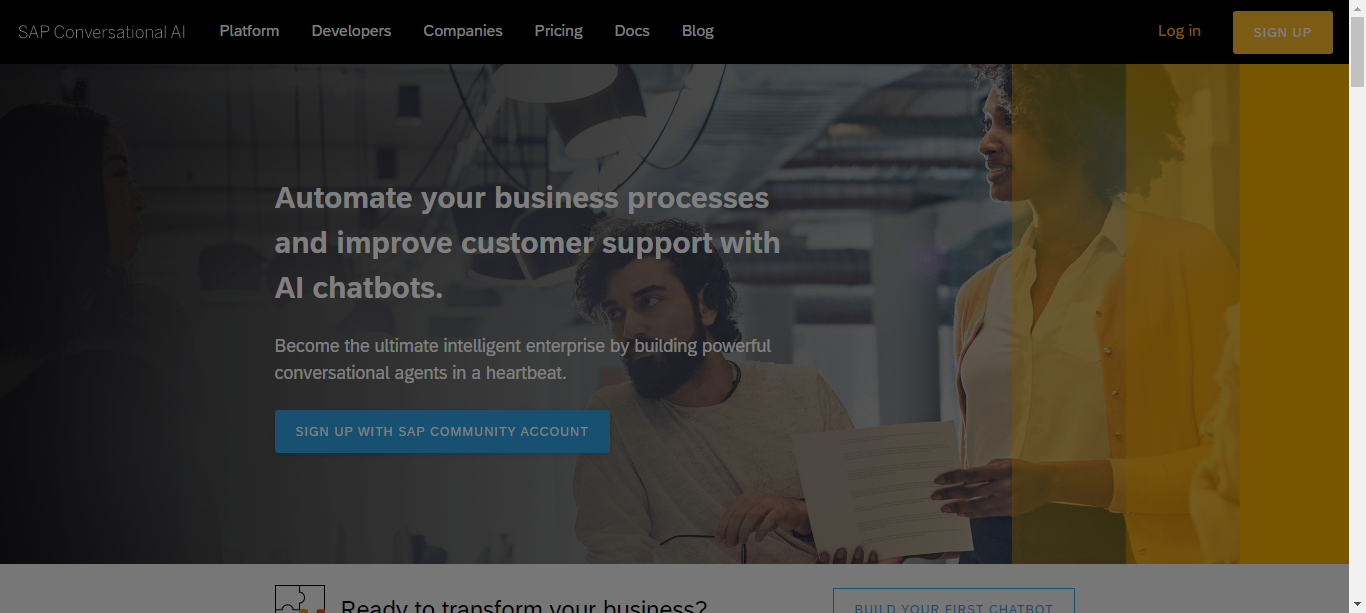 SAP Conversational AI
Platform
Developers
Companies
Pricing
Docs
Blog
Log in
SIGN UP
Automate your business processes
and improve customer support with
AI chatbots.
Become the ultimate intelligent enterprise by building powerful
conversational agents in a heartbeat.
SIGN UP WITH SAP COMMUNITY ACCOUNT
Ready to transform your business?
BUILD YOUR FIRST CHATBOT